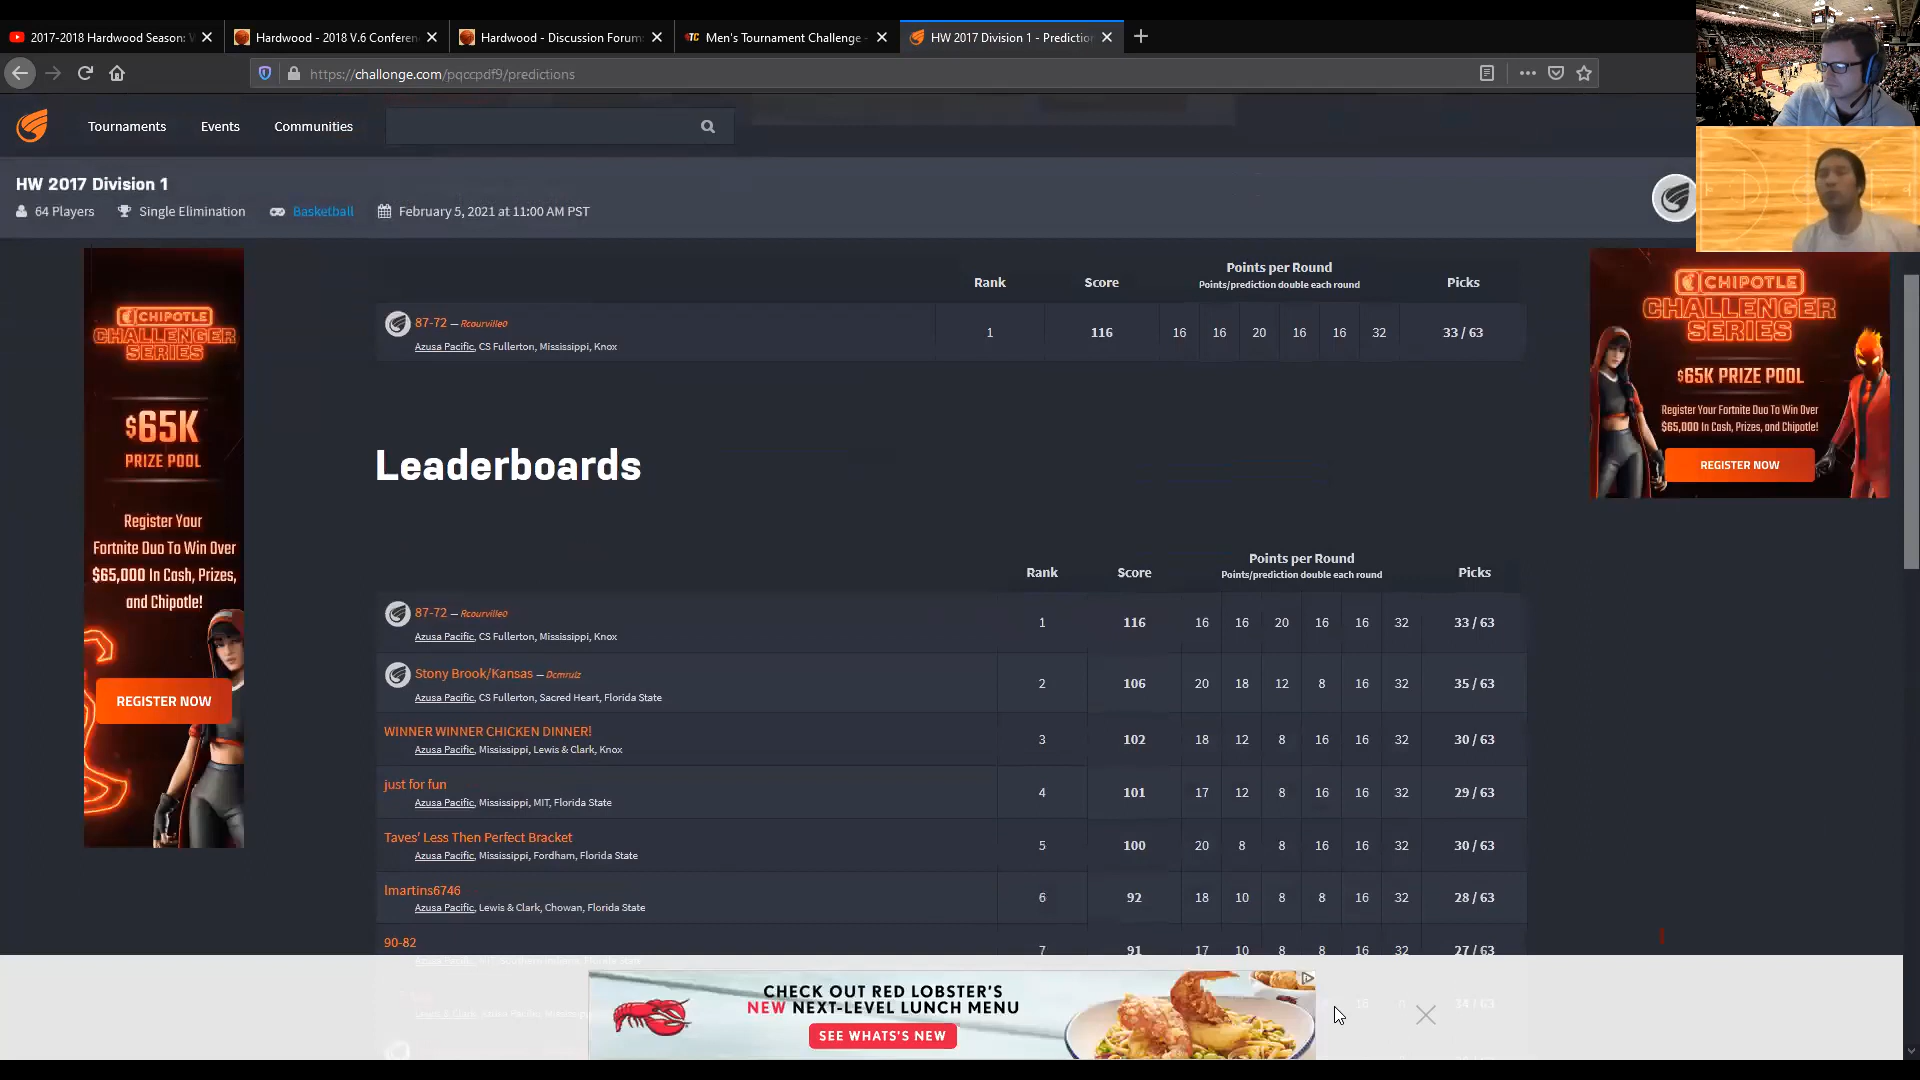 2017-2018 Hardwood Season:
Hardwood - 2018 V.6 Conferen
Hardwood - Discussion Forum
TC Men's Tournament Challenge -
HW 2017 Division 1 - Prediction
https://challonge.com/pqccpdf9/predictions
Tournaments Events Communities
HW 2017 Division 1
64 Players Single Elimination Basketball February 5, 2021 at 11:00 AM PST
CHIPOTLE
CHALLENGER
SERIES
$65K
PRIZE POOL
Register Your
Fortnite Duo To Win Over
$65,000 In Cash, Prizes,
and Chipotle!
REGISTER NOW
Rank Score Points per Round Picks
Points/prediction double each round
87-72 — Rcourville0 1 116 16 16 20 16 16 32 33 / 63
Azusa Pacific, CS Fullerton, Mississippi, Knox
CHIPOTLE
CHALLENGER
SERIES
$65K PRIZE POOL
Register Your Fortnite Duo To Win Over
$65,000 In Cash, Prizes, and Chipotle!
REGISTER NOW
Leaderboards
Rank Score Points per Round Picks
Points/prediction double each round
87-72 — Rcourville0 1 116 16 16 20 16 16 32 33 / 63
Azusa Pacific, CS Fullerton, Mississippi, Knox
Stony Brook/Kansas — Dcmrulz 2 106 20 18 12 8 16 32 35 / 63
Azusa Pacific, CS Fullerton, Sacred Heart, Florida State
WINNER WINNER CHICKEN DINNER! 3 102 18 12 8 16 16 32 30 / 63
Azusa Pacific, Mississippi, Lewis & Clark, Knox
just for fun 4 101 17 12 8 16 16 32 29 / 63
Azusa Pacific, Mississippi, MIT, Florida State
Taves' Less Then Perfect Bracket 5 100 20 8 8 16 16 32 30 / 63
Azusa Pacific, Mississippi, Fordham, Florida State
lmartins6746 6 92 18 10 8 8 16 32 28 / 63
Azusa Pacific, Lewis & Clark, Chowan, Florida State
90-82 7 91 17 10 8 8 16 32 27 / 63
CHECK OUT RED LOBSTER'S
NEW NEXT-LEVEL LUNCH MENU
SEE WHAT'S NEW